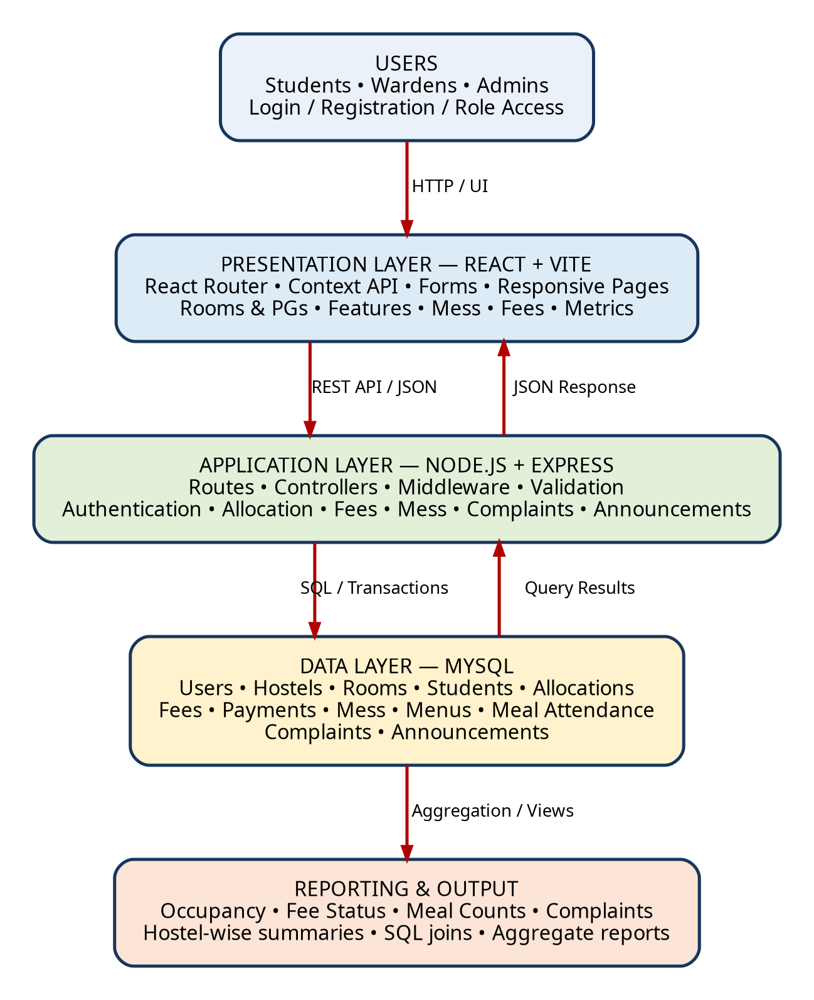 USERS
Students • Wardens • Admins
Login / Registration / Role Access
HTTP / UI
PRESENTATION LAYER — REACT + VITE
React Router • Context API • Forms • Responsive Pages
Rooms & PGs • Features • Mess • Fees • Metrics
REST API / JSON
JSON Response
APPLICATION LAYER — NODE.JS + EXPRESS
Routes • Controllers • Middleware • Validation
Authentication • Allocation • Fees • Mess • Complaints • Announcements
SQL / Transactions
Query Results
DATA LAYER — MYSQL
Users • Hostels • Rooms • Students • Allocations
Fees • Payments • Mess • Menus • Meal Attendance
Complaints • Announcements
Aggregation / Views
REPORTING & OUTPUT
Occupancy • Fee Status • Meal Counts • Complaints
Hostel-wise summaries • SQL joins • Aggregate reports